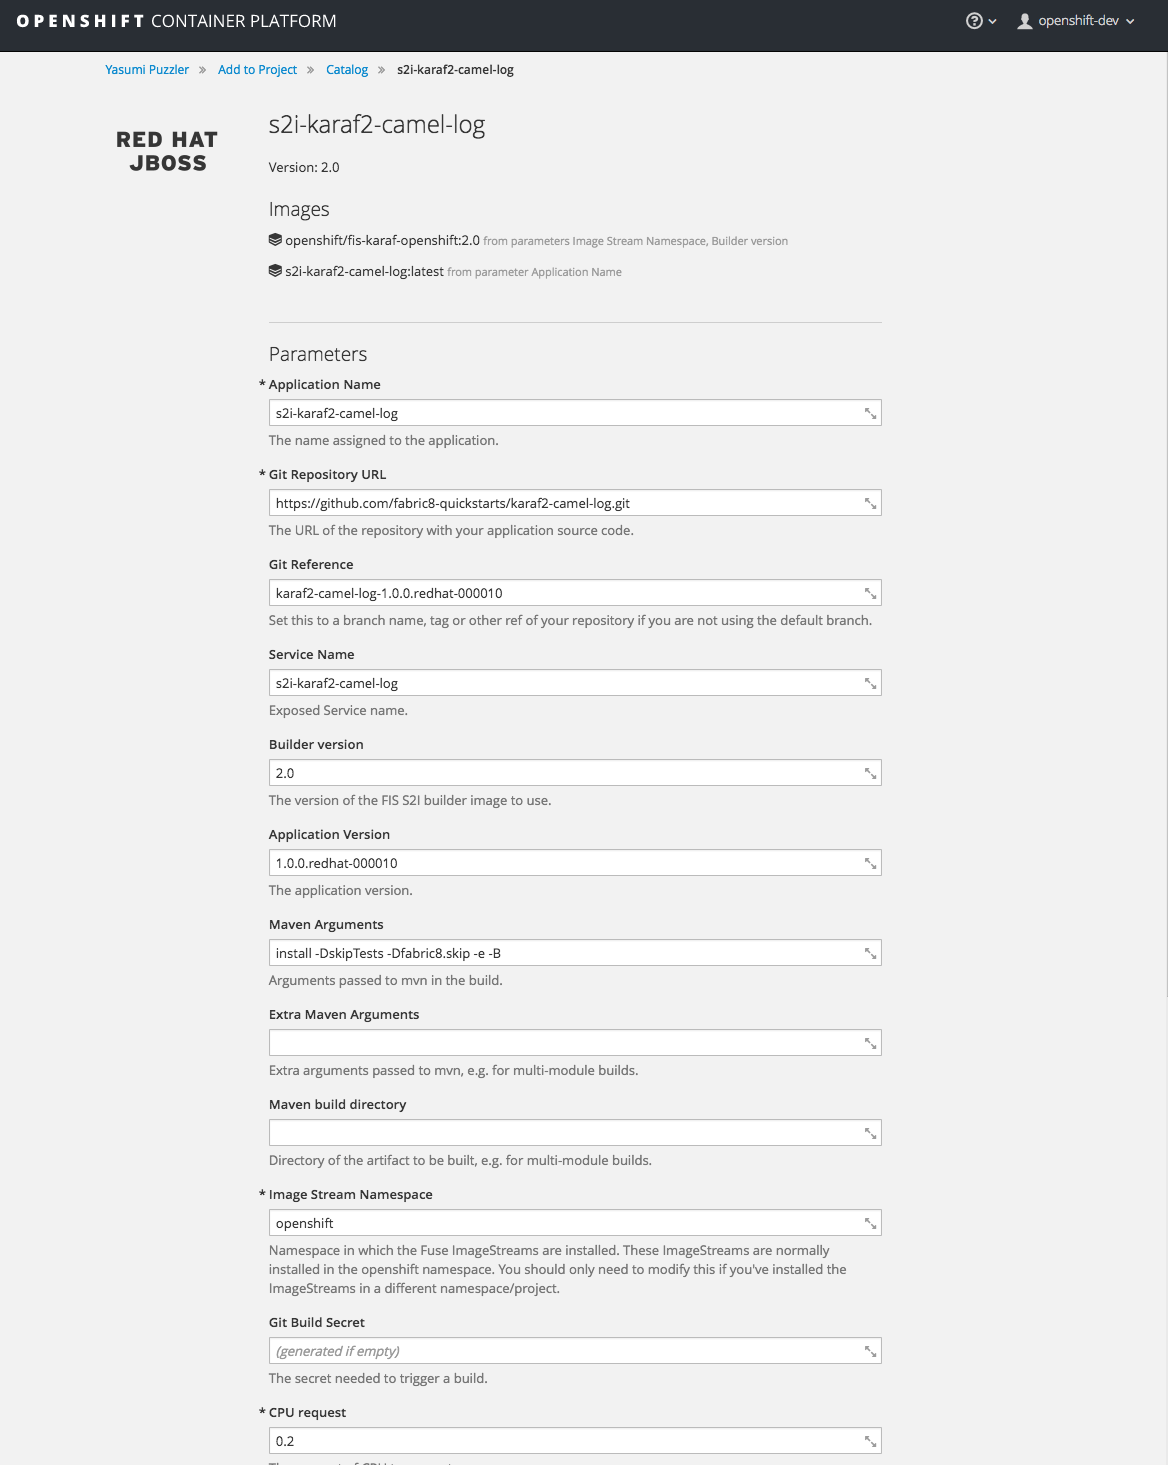 OPENSHIFT CONTAINER PLATFORM
openshift-dev
Yasumi Puzzler » Add to Project » Catalog » s2i-karaf2-camel-log
RED HAT
JBOSS
s2i-karaf2-camel-log
Version: 2.0
Images
openshift/fis-karaf-openshift:2.0 from parameters Image Stream Namespace, Builder version
s2i-karaf2-camel-log:latest from parameter Application Name
Parameters
* Application Name
s2i-karaf2-camel-log
The name assigned to the application.
* Git Repository URL
https://github.com/fabric8-quickstarts/karaf2-camel-log.git
The URL of the repository with your application source code.
Git Reference
karaf2-camel-log-1.0.0.redhat-000010
Set this to a branch name, tag or other ref of your repository if you are not using the default branch.
Service Name
s2i-karaf2-camel-log
Exposed Service name.
Builder version
2.0
The version of the FIS S2I builder image to use.
Application Version
1.0.0.redhat-000010
The application version.
Maven Arguments
install -DskipTests -Dfabric8.skip -e -B
Arguments passed to mvn in the build.
Extra Maven Arguments
Extra arguments passed to mvn, e.g. for multi-module builds.
Maven build directory
Directory of the artifact to be built, e.g. for multi-module builds.
* Image Stream Namespace
openshift
Namespace in which the Fuse ImageStreams are installed. These ImageStreams are normally
installed in the openshift namespace. You should only need to modify this if you've installed the
ImageStreams in a different namespace/project.
Git Build Secret
(generated if empty)
The secret needed to trigger a build.
* CPU request
0.2